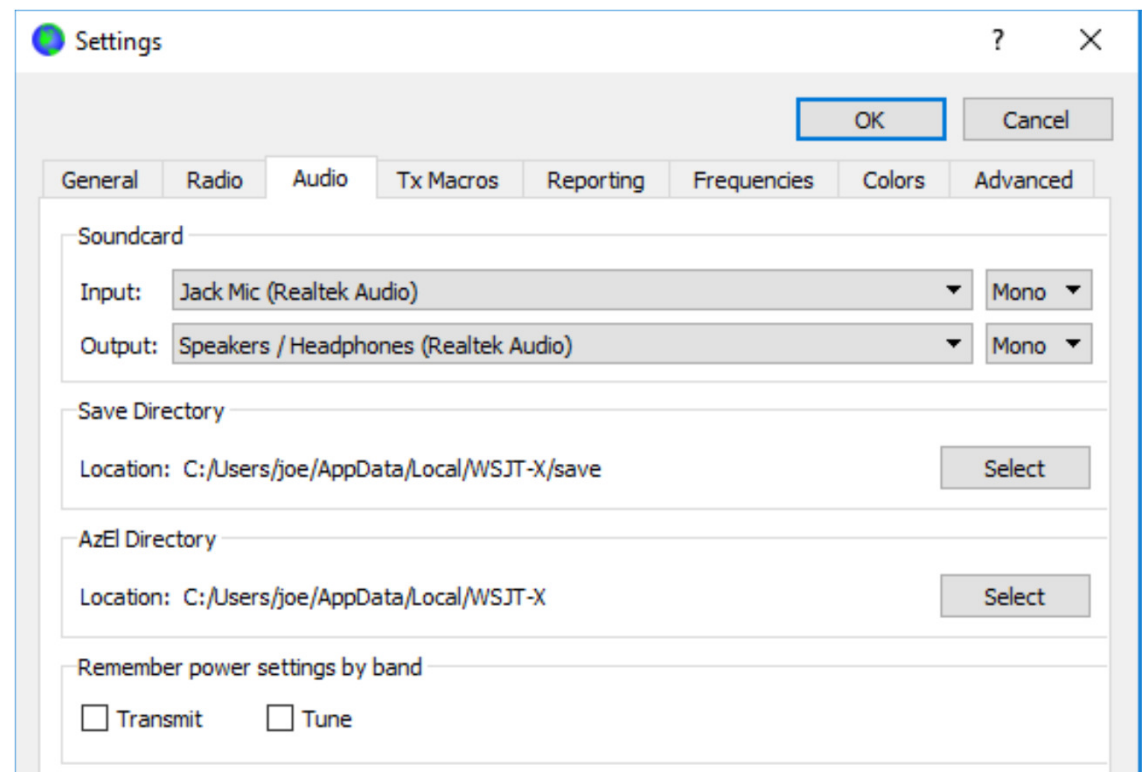 Settings
?
OK Cancel
General Radio Audio Tx Macros Reporting Frequencies Colors Advanced
Soundcard
Input: Jack Mic (Realtek Audio) Mono
Output: Speakers / Headphones (Realtek Audio) Mono
Save Directory
Location: C:/Users/joe/AppData/Local/WSJT-X/save Select
AzEl Directory
Location: C:/Users/joe/AppData/Local/WSJT-X Select
Remember power settings by band
Transmit Tune